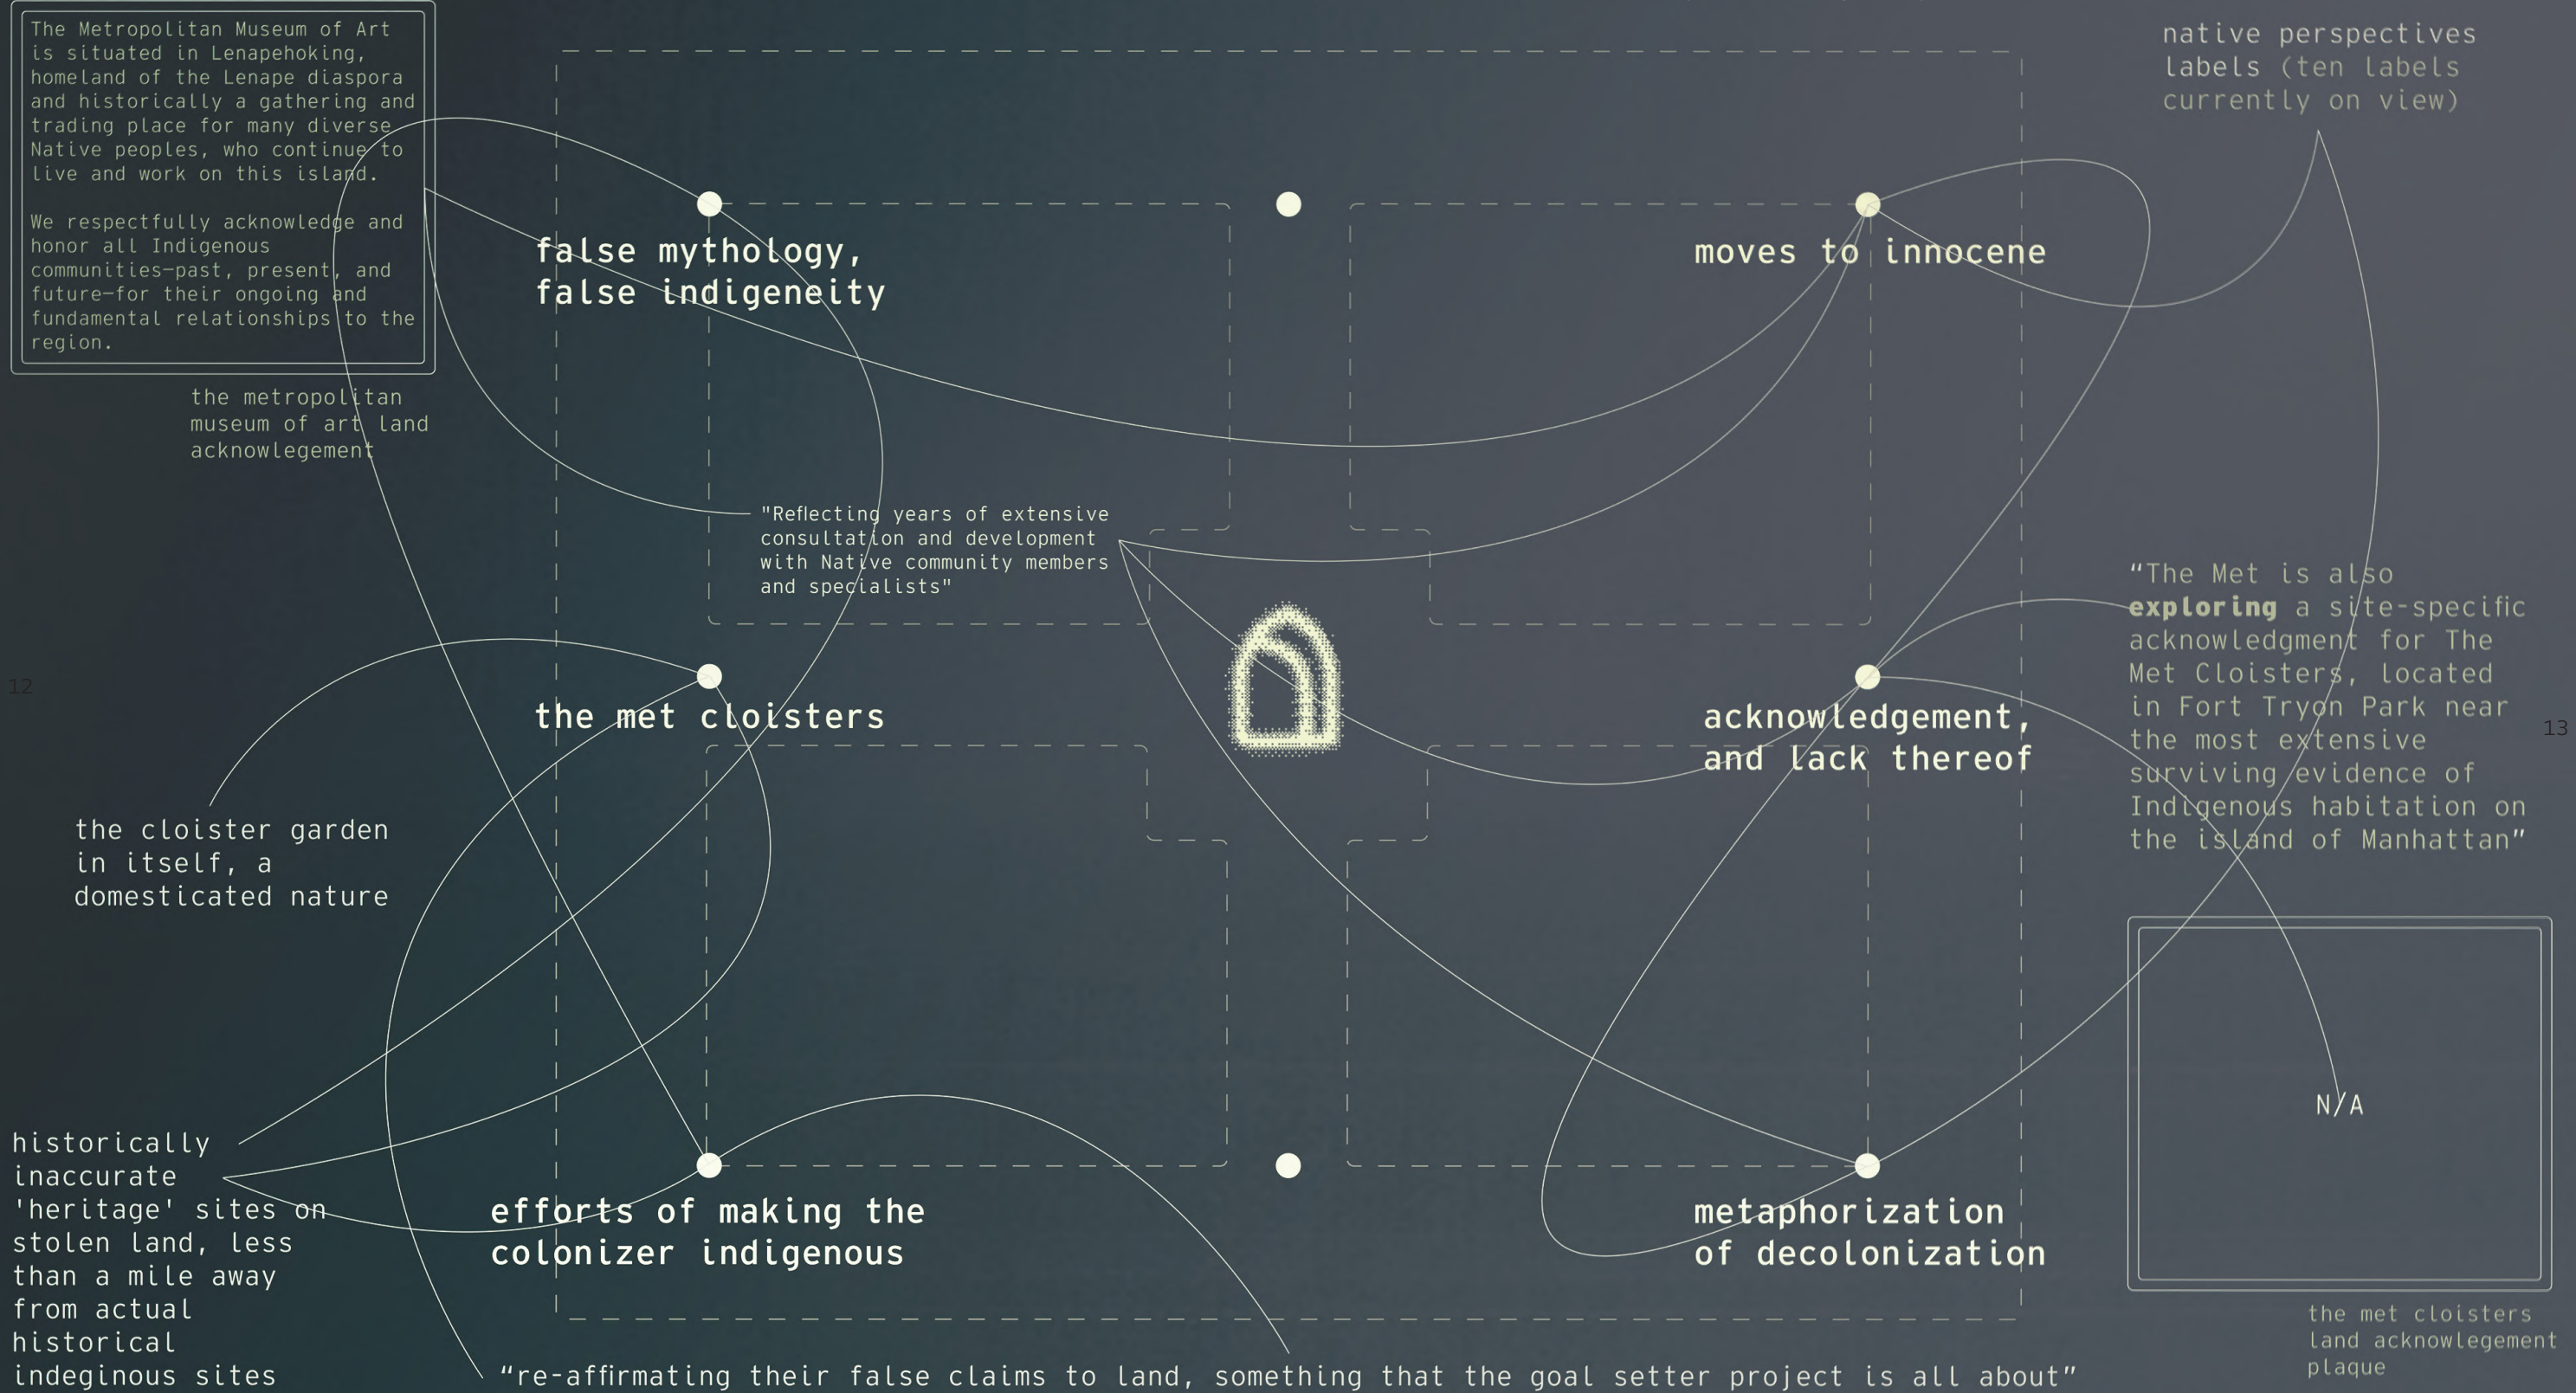 The Metropolitan Museum of Art
is situated in Lenapehoking,
homeland of the Lenape diaspora
and historically a gathering and
trading place for many diverse
Native peoples, who continue to
live and work on this island.
We respectfully acknowledge and
honor all Indigenous
communities—past, present, and
future—for their ongoing and
fundamental relationships to the
region.
the metropolitan
museum of art land
acknowlegement
false mythology,
false indigeneity
moves to innocene
native perspectives
labels (ten labels
currently on view)
"Reflecting years of extensive
consultation and development
with Native community members
and specialists"
12
the met cloisters
acknowledgement,
and lack thereof
“The Met is also
exploring a site-specific
acknowledgment for The
Met Cloisters, located
in Fort Tryon Park near
the most extensive
surviving evidence of
Indigenous habitation on
the island of Manhattan”
13
the cloister garden
in itself, a
domesticated nature
N/A
the met cloisters
land acknowlegement
plaque
historically
inaccurate
'heritage' sites on
stolen land, less
than a mile away
from actual
historical
indeginous sites
efforts of making the
colonizer indigenous
metaphorization
of decolonization
“re-affirmating their false claims to land, something that the goal setter project is all about”